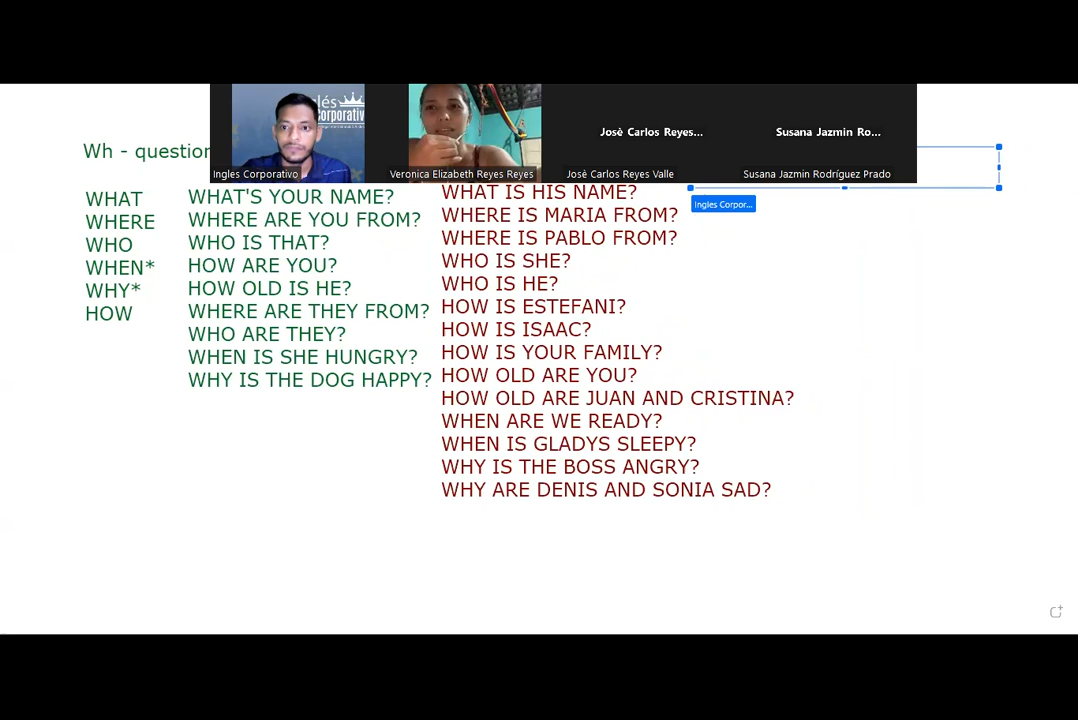 Wh - question
lés
Corporativo
Ingles Corporativo
Veronica Elizabeth Reyes Reyes
Josè Carlos Reyes...
José Carlos Reyes Valle
Susana Jazmin Ro...
Susana Jazmin Rodríguez Prado
Ingles Corpor...
WHAT
WHERE
WHO
WHEN*
WHY*
HOW
WHAT'S YOUR NAME?
WHERE ARE YOU FROM?
WHO IS THAT?
HOW ARE YOU?
HOW OLD IS HE?
WHERE ARE THEY FROM?
WHO ARE THEY?
WHEN IS SHE HUNGRY?
WHY IS THE DOG HAPPY?
WHAT IS HIS NAME?
WHERE IS MARIA FROM?
WHERE IS PABLO FROM?
WHO IS SHE?
WHO IS HE?
HOW IS ESTEFANI?
HOW IS ISAAC?
HOW IS YOUR FAMILY?
HOW OLD ARE YOU?
HOW OLD ARE JUAN AND CRISTINA?
WHEN ARE WE READY?
WHEN IS GLADYS SLEEPY?
WHY IS THE BOSS ANGRY?
WHY ARE DENIS AND SONIA SAD?